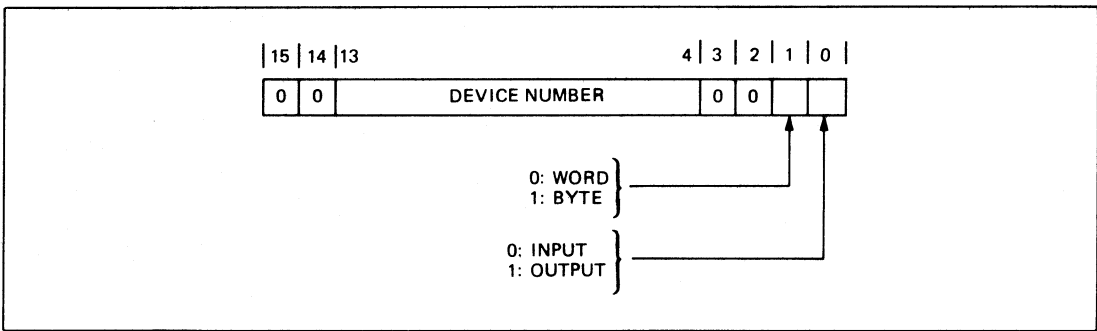 |15|14|13 4|3|2|1|0|
0 0 DEVICE NUMBER 0 0
0: WORD
1: BYTE
0: INPUT
1: OUTPUT